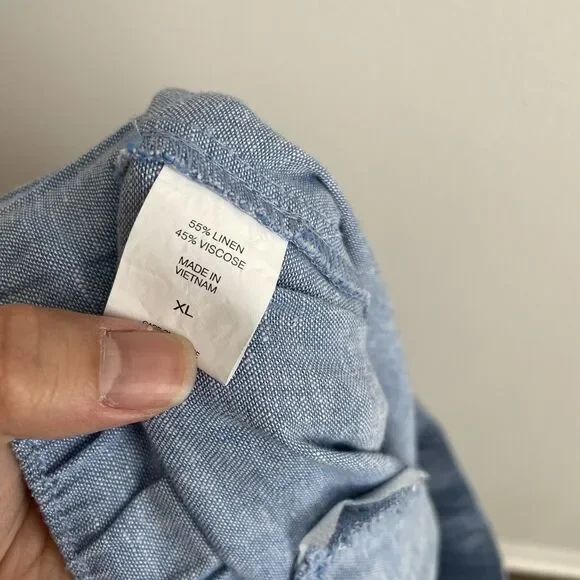 55% LINEN
45% VISCOSE
MADE IN
VIETNAM
XL